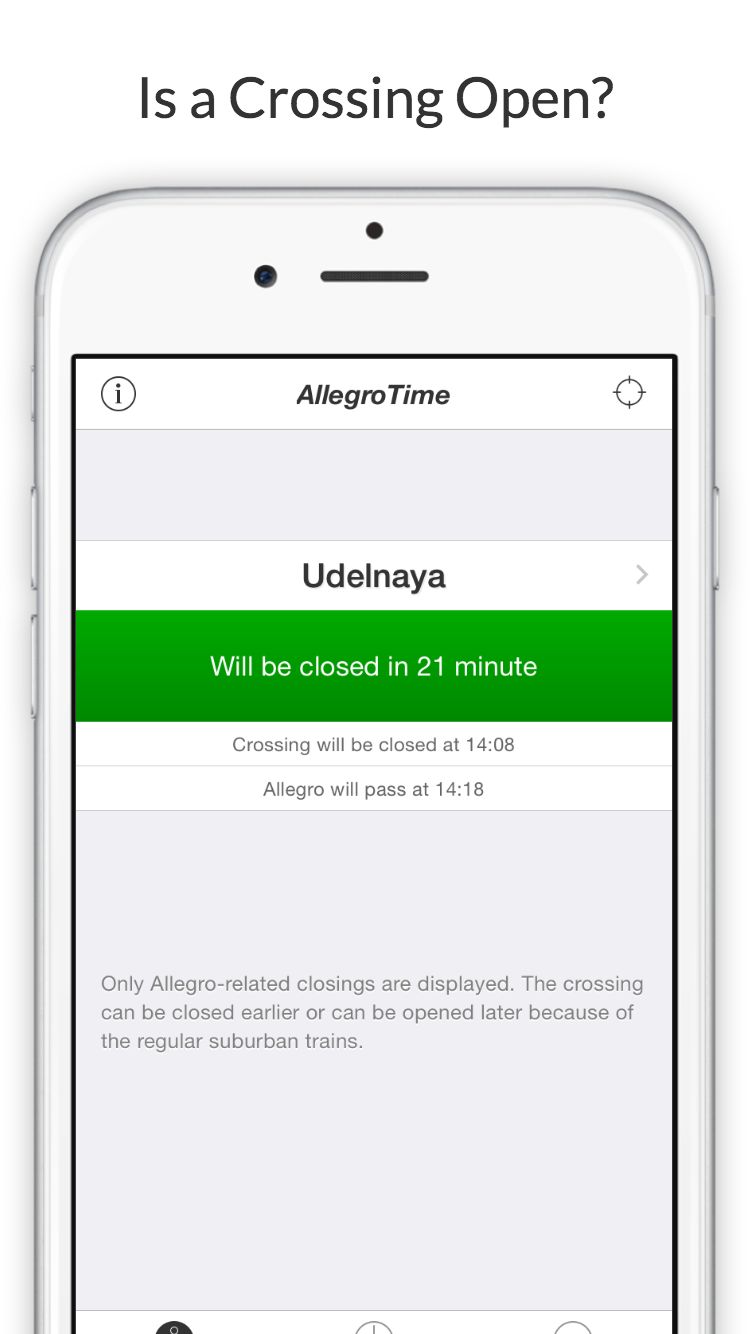 Is a Crossing Open?
AllegroTime
Udelnaya
Will be closed in 21 minute
Crossing will be closed at 14:08
Allegro will pass at 14:18
Only Allegro-related closings are displayed. The crossing
can be closed earlier or can be opened later because of
the regular suburban trains.